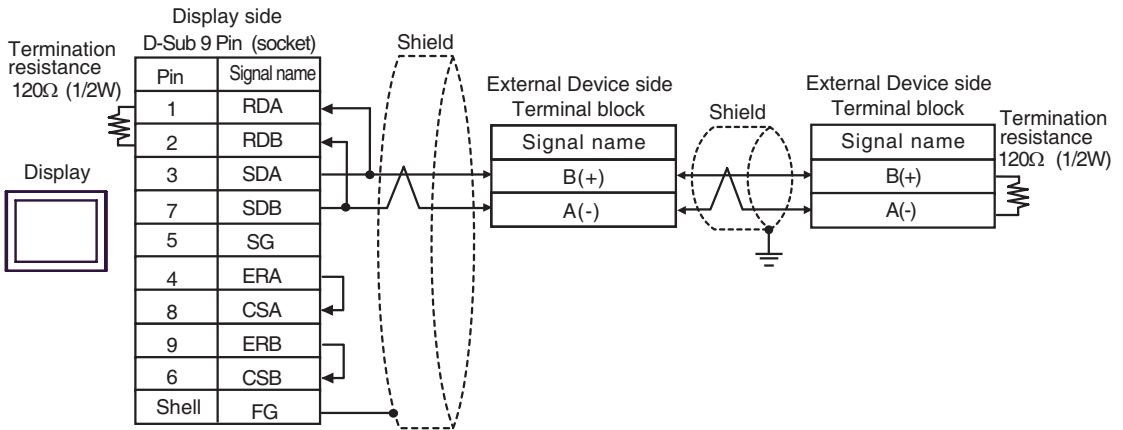 Display side
D-Sub 9 Pin (socket)
Termination
resistance
120Ω (1/2W)
Pin Signal name
1 RDA
2 RDB
3 SDA
7 SDB
5 SG
4 ERA
8 CSA
9 ERB
6 CSB
Shell FG
Display
Shield
External Device side
Terminal block
Signal name
B(+)
A(-)
Shield
External Device side
Terminal block
Signal name
B(+)
A(-)
Termination
resistance
120Ω (1/2W)